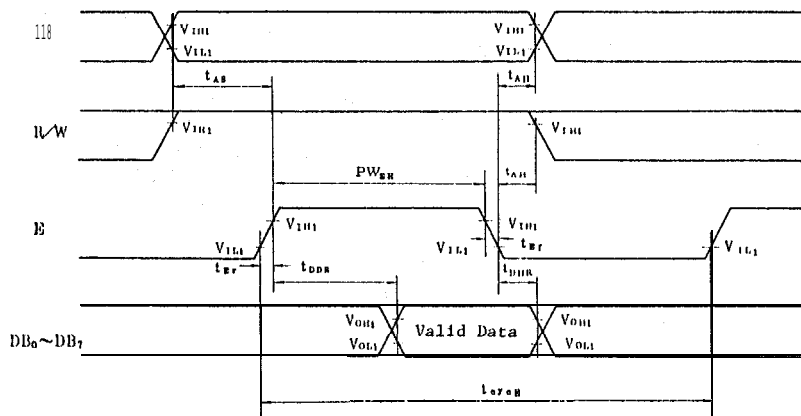 118
VIH1
VIL1
VIH1
VIL1
tAS
tAH
R/W
VIH1
VIH1
PWEH
tAH
E
VIH1
VIL1
VIH1
VIL1
tEf
VIL1
tEr
tDDR
tDHR
DB0~DB7
VOH1
VOL1
Valid Data
VOH1
VOL1
tcycE